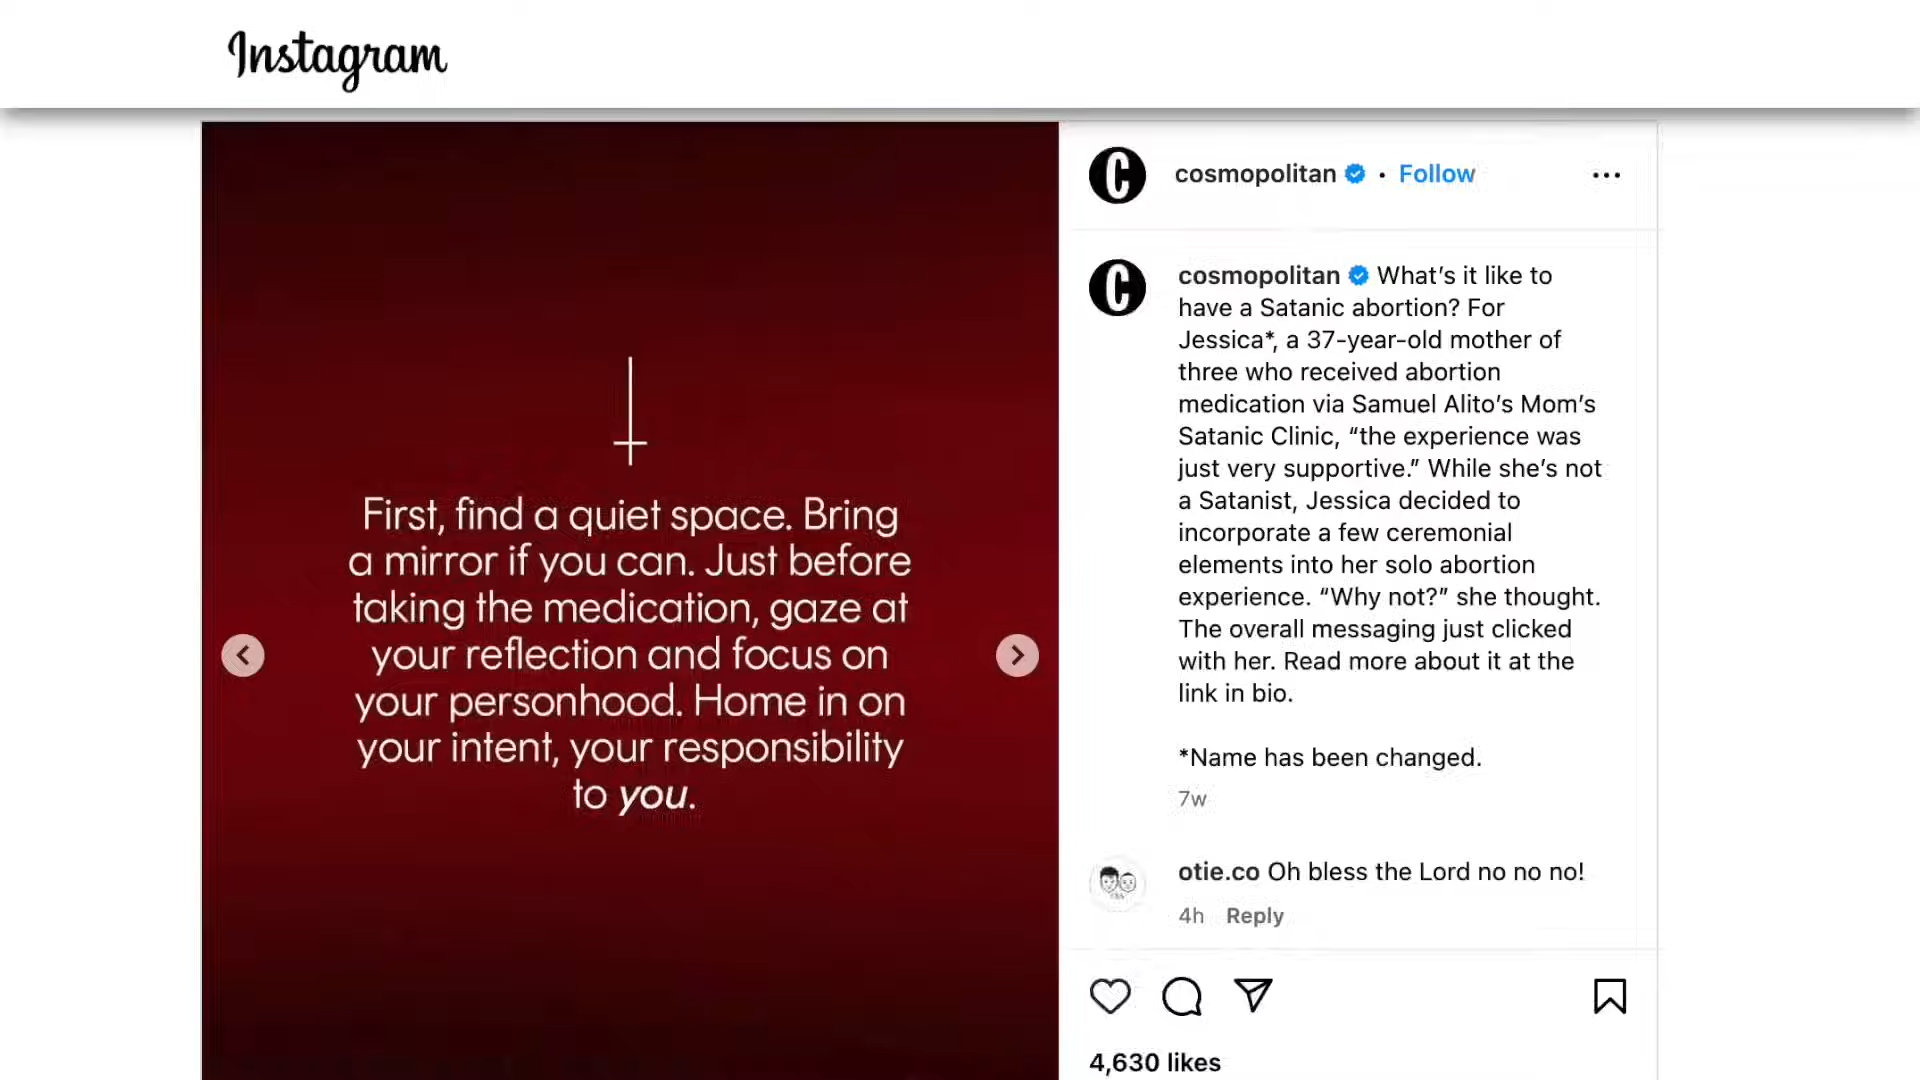 Instagram
First, find a quiet space. Bring
a mirror if you can. Just before
taking the medication, gaze at
your reflection and focus on
your personhood. Home in on
your intent, your responsibility
to you.
C
cosmopolitan • Follow
C
cosmopolitan What’s it like to
have a Satanic abortion? For
Jessica*, a 37-year-old mother of
three who received abortion
medication via Samuel Alito’s Mom’s
Satanic Clinic, “the experience was
just very supportive.” While she’s not
a Satanist, Jessica decided to
incorporate a few ceremonial
elements into her solo abortion
experience. “Why not?” she thought.
The overall messaging just clicked
with her. Read more about it at the
link in bio.
*Name has been changed.
7w
otie.co Oh bless the Lord no no no!
4h Reply
4,630 likes